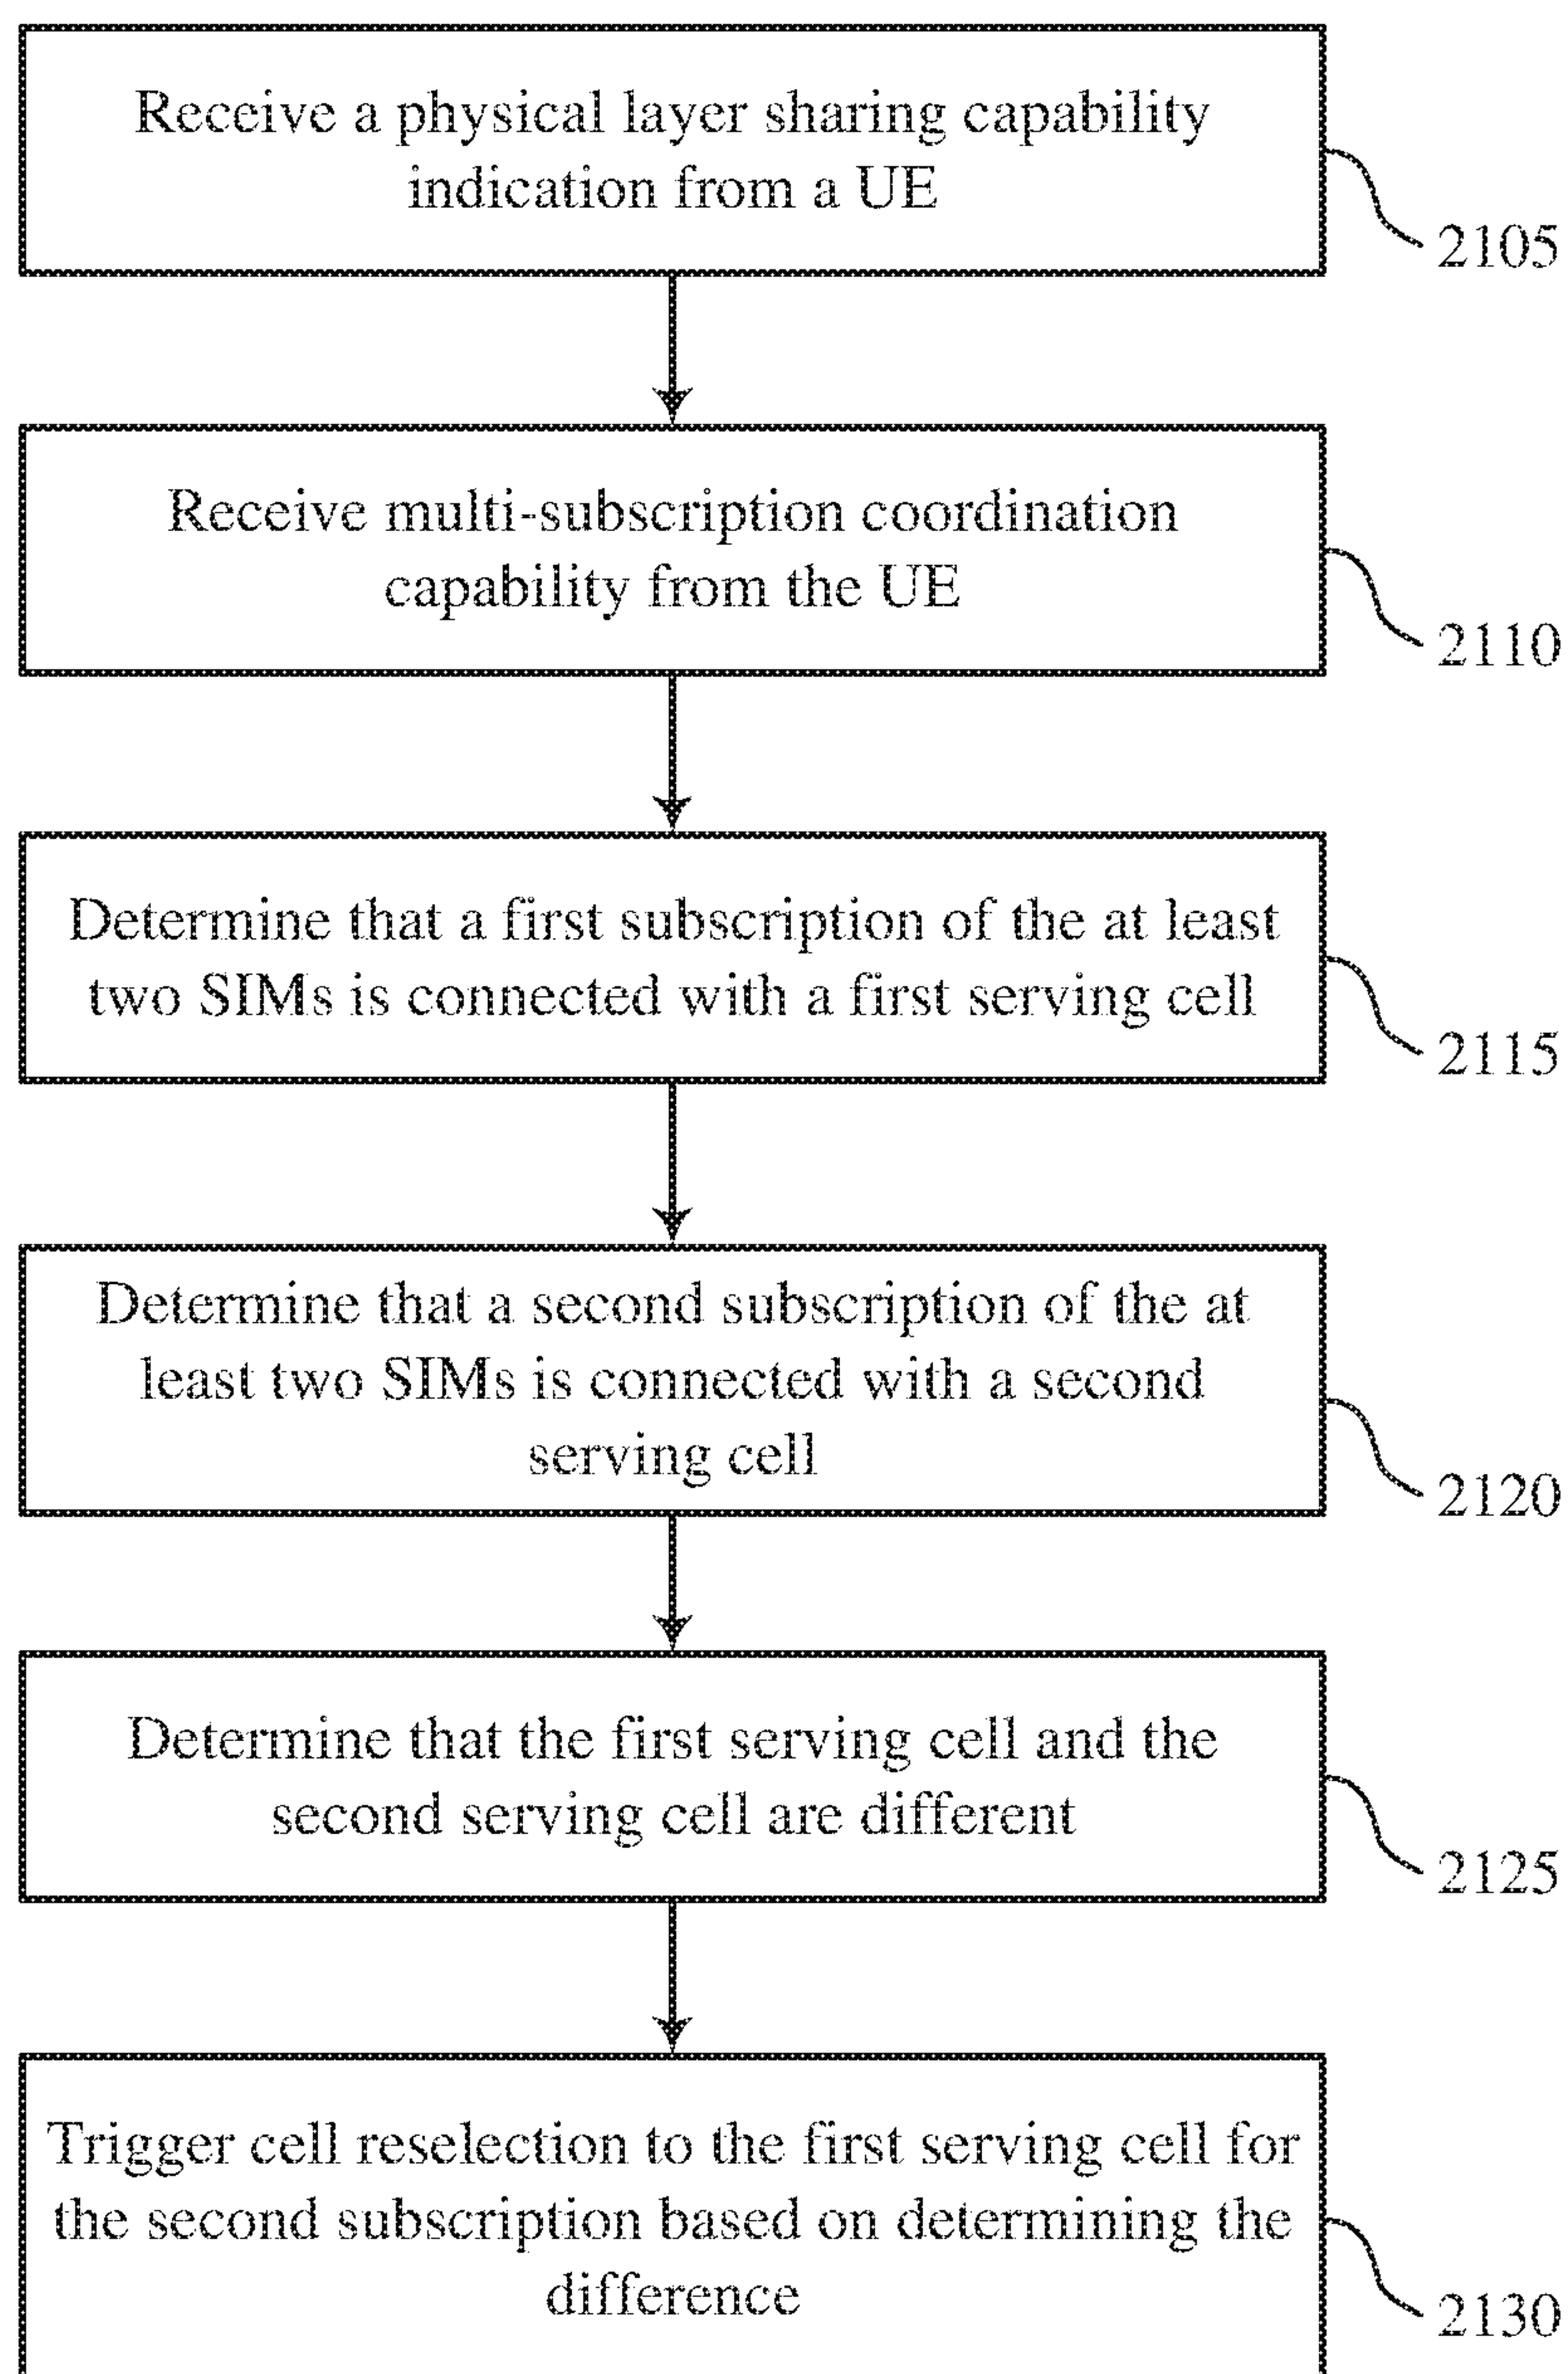 Receive a physical layer sharing capability
indication from a UE
2105
Receive multi-subscription coordination
capability from the UE
2110
Determine that a first subscription of the at least
two SIMs is connected with a first serving cell
2115
Determine that a second subscription of the at
least two SIMs is connected with a second
serving cell
2120
Determine that the first serving cell and the
second serving cell are different
2125
Trigger cell reselection to the first serving cell for
the second subscription based on determining the
difference
2130